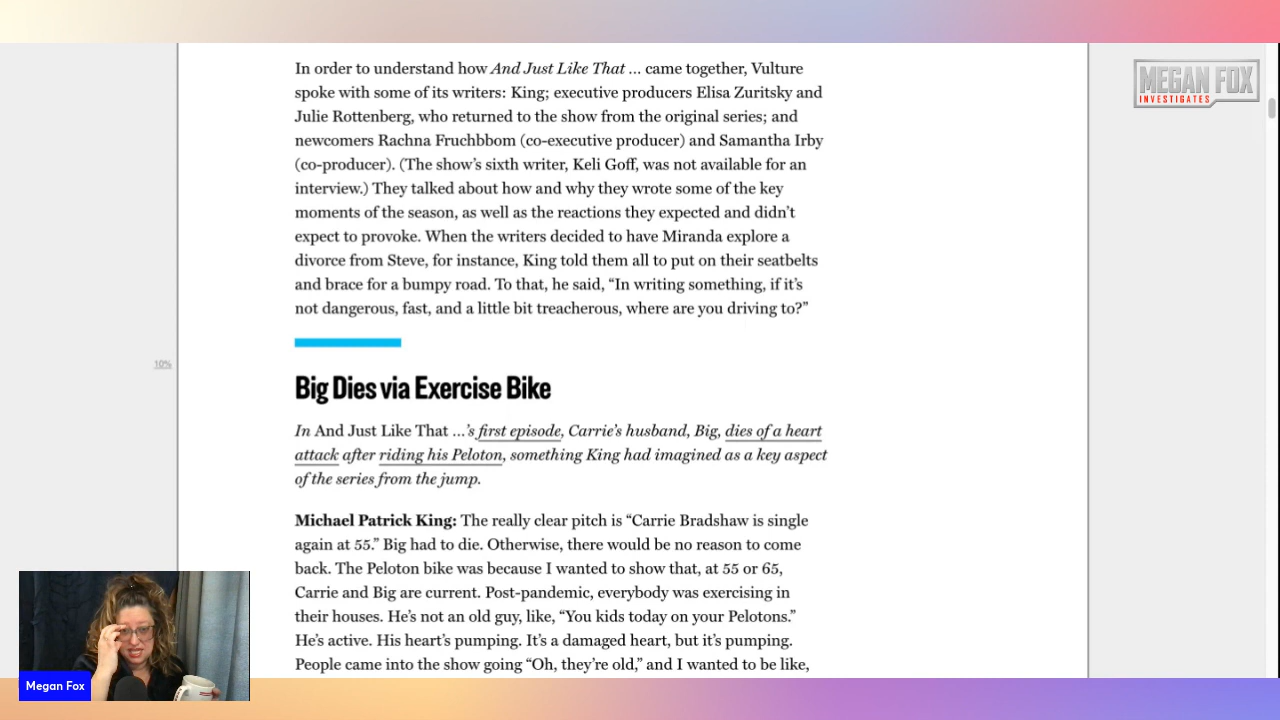 MEGAN FOX
INVESTIGATES
In order to understand how And Just Like That … came together, Vulture
spoke with some of its writers: King; executive producers Elisa Zuritsky and
Julie Rottenberg, who returned to the show from the original series; and
newcomers Rachna Fruchbbom (co-executive producer) and Samantha Irby
(co-producer). (The show’s sixth writer, Keli Goff, was not available for an
interview.) They talked about how and why they wrote some of the key
moments of the season, as well as the reactions they expected and didn’t
expect to provoke. When the writers decided to have Miranda explore a
divorce from Steve, for instance, King told them all to put on their seatbelts
and brace for a bumpy road. To that, he said, “In writing something, if it’s
not dangerous, fast, and a little bit treacherous, where are you driving to?”
10%
Big Dies via Exercise Bike
In And Just Like That …’s first episode, Carrie’s husband, Big, dies of a heart
attack after riding his Peloton, something King had imagined as a key aspect
of the series from the jump.
Michael Patrick King: The really clear pitch is “Carrie Bradshaw is single
again at 55.” Big had to die. Otherwise, there would be no reason to come
back. The Peloton bike was because I wanted to show that, at 55 or 65,
Carrie and Big are current. Post-pandemic, everybody was exercising in
their houses. He’s not an old guy, like, “You kids today on your Pelotons.”
He’s active. His heart’s pumping. It’s a damaged heart, but it’s pumping.
People came into the show going “Oh, they’re old,” and I wanted to be like,
Megan Fox